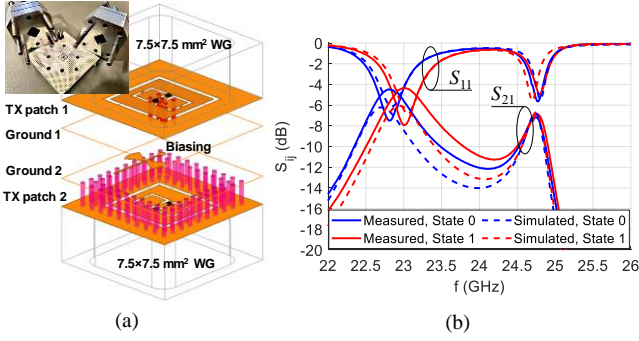 7.5×7.5 mm² WG
TX patch 1
Ground 1
Biasing
Ground 2
TX patch 2
7.5×7.5 mm² WG
(a)
S_ij (dB)
0
-2
-4
-6
-8
-10
-12
-14
-16
-18
-20
S_11
S_21
Measured, State 0
Simulated, State 0
Measured, State 1
Simulated, State 1
22 22.5 23 23.5 24 24.5 25 25.5 26
f (GHz)
(b)